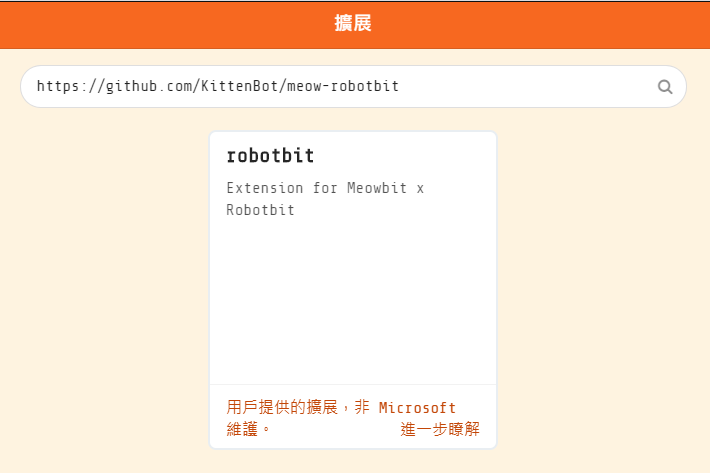 擴展
https://github.com/KittenBot/meow-robotbit
robotbit
Extension for Meowbit x
Robotbit
用戶提供的擴展，非 Microsoft
維護。 進一步瞭解